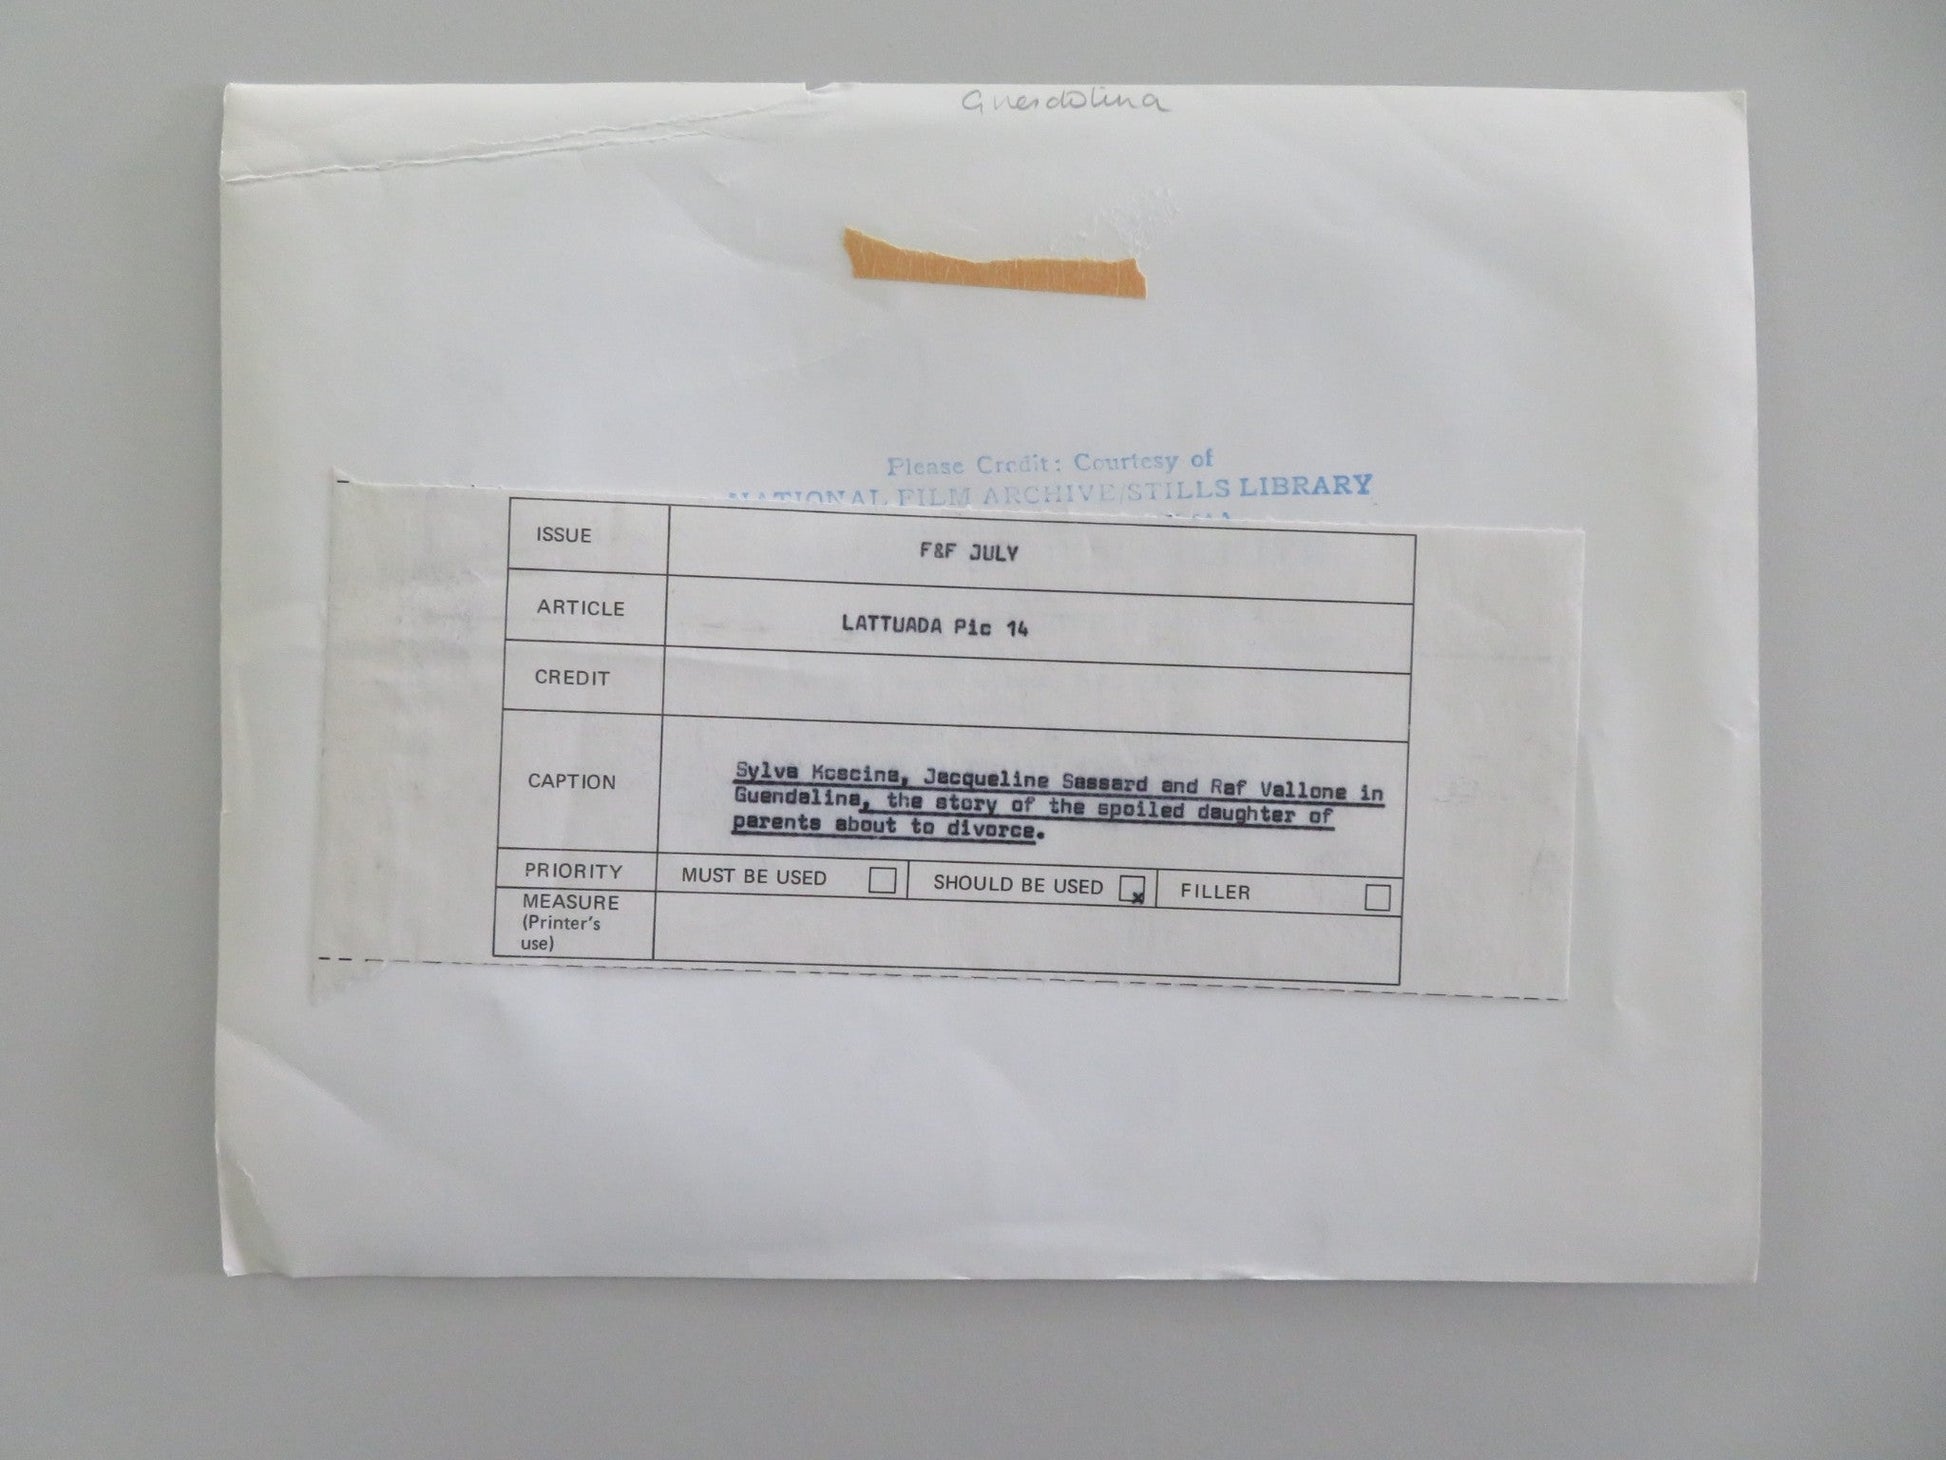 Guendalina
Please Credit: Courtesy of
NATIONAL FILM ARCHIVE/STILLS LIBRARY
ISSUE F&F JULY
ARTICLE LATTUADA Pic 14
CREDIT
CAPTION
Sylva Koscina, Jacqueline Sassard and Raf Vallone in
Guendalina, the story of the spoiled daughter of
parents about to divorce.
PRIORITY MUST BE USED SHOULD BE USED x FILLER
MEASURE
(Printer's
use)